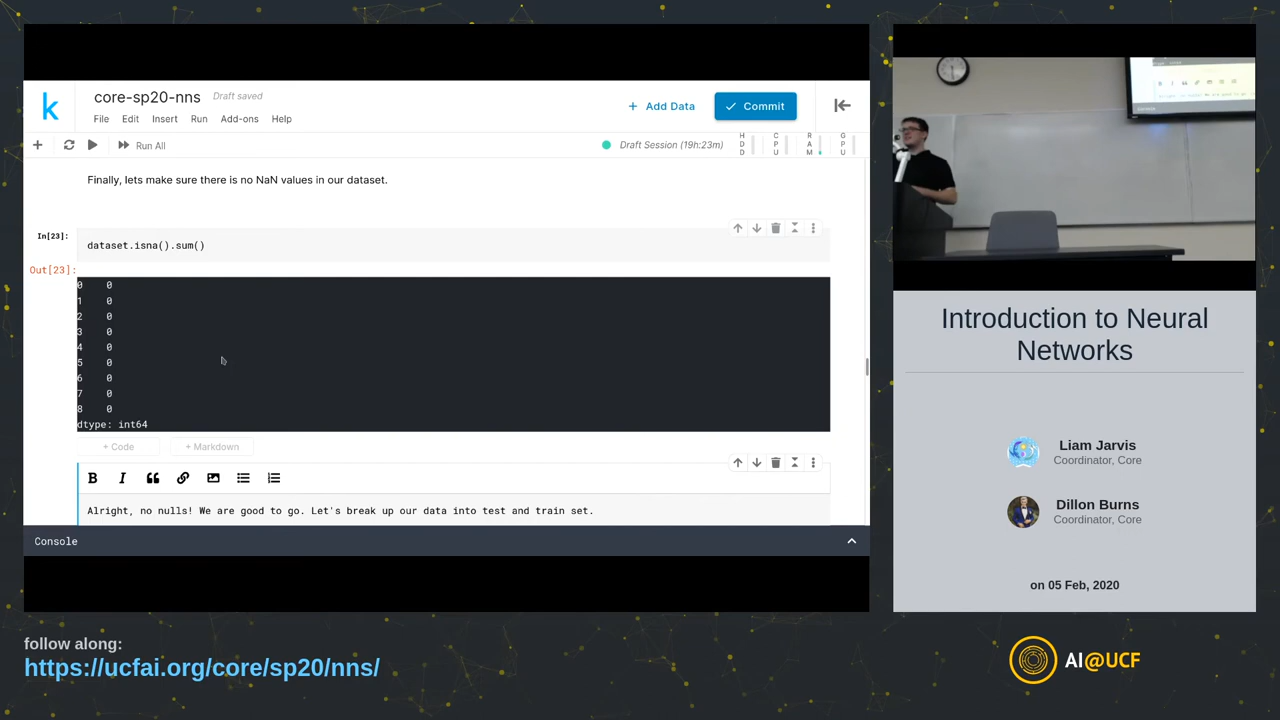 k
core-sp20-nns
Draft saved
File Edit Insert Run Add-ons Help
+ Add Data
Commit
Run All
Draft Session (19h:23m)
HDD CPU RAM GPU
Finally, lets make sure there is no NaN values in our dataset.
In[23]:
dataset.isna().sum()
Out[23]:
0 0
1 0
2 0
3 0
4 0
5 0
6 0
7 0
8 0
dtype: int64
+ Code + Markdown
B I
Alright, no nulls! We are good to go. Let's break up our data into test and train set.
Console
Introduction to Neural
Networks
Liam Jarvis
Coordinator, Core
Dillon Burns
Coordinator, Core
on 05 Feb, 2020
follow along:
https://ucfai.org/core/sp20/nns/
AI@UCF